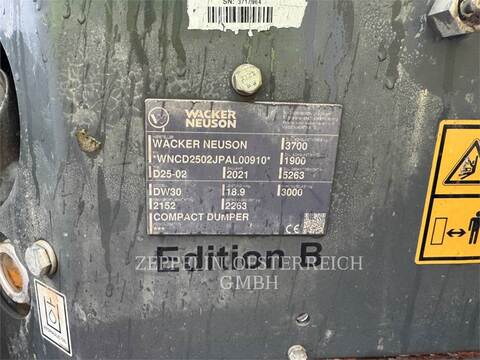 SN: 3717964
WACKER
NEUSON
WACKER NEUSON 3700
*WNCD2502JPAL00910* 1900
D25-02 2021 5263
DW30 18.9 3000
2152 2263
COMPACT DUMPER
*** CE
Edition B
ZEPPELIN OESTERREICH
GMBH